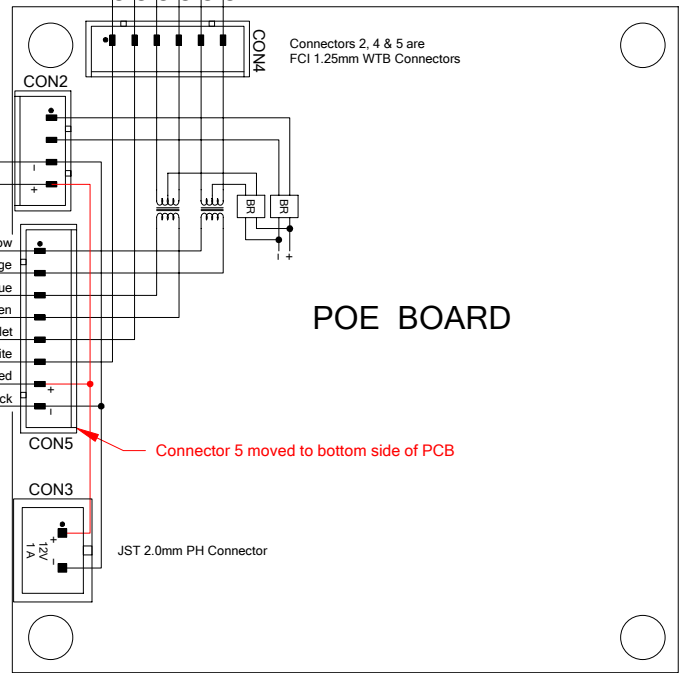 CON4
Connectors 2, 4 & 5 are
FCI 1.25mm WTB Connectors
CON2
–
+
BR
BR
– +
ow
ge
ue
en
let
ite
ed
ck
+
–
POE BOARD
CON5
Connector 5 moved to bottom side of PCB
CON3
+
–
12V
1 A
JST 2.0mm PH Connector